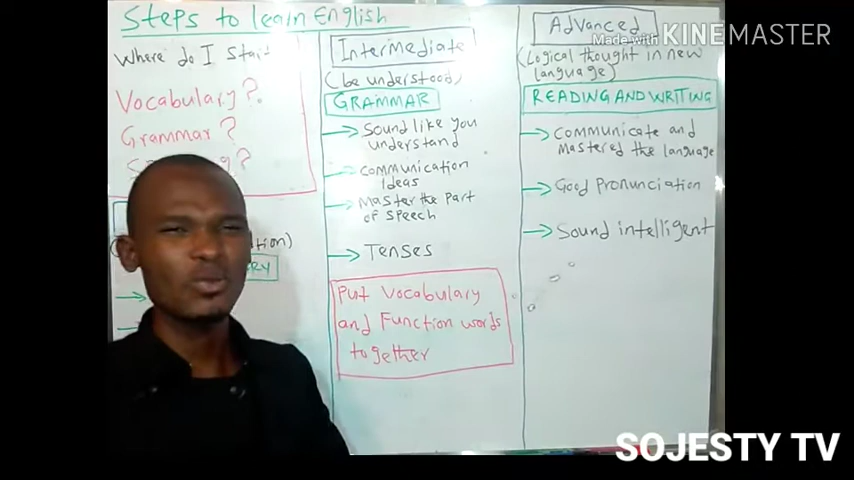 Steps to learn English
Where do I start
Vocabulary?
Grammar?
Intermediate
(be understood)
GRAMMAR
Sound like you
understand
communication
Ideas
Master the part
of speech
Tenses
Put Vocabulary
and Function words
together
Advanced
(Logical thought in new
language)
READING AND WRITING
Communicate and
Mastered the language
Good Pronunciation
Sound intelligent
Made with KINEMASTER
SOJESTY TV